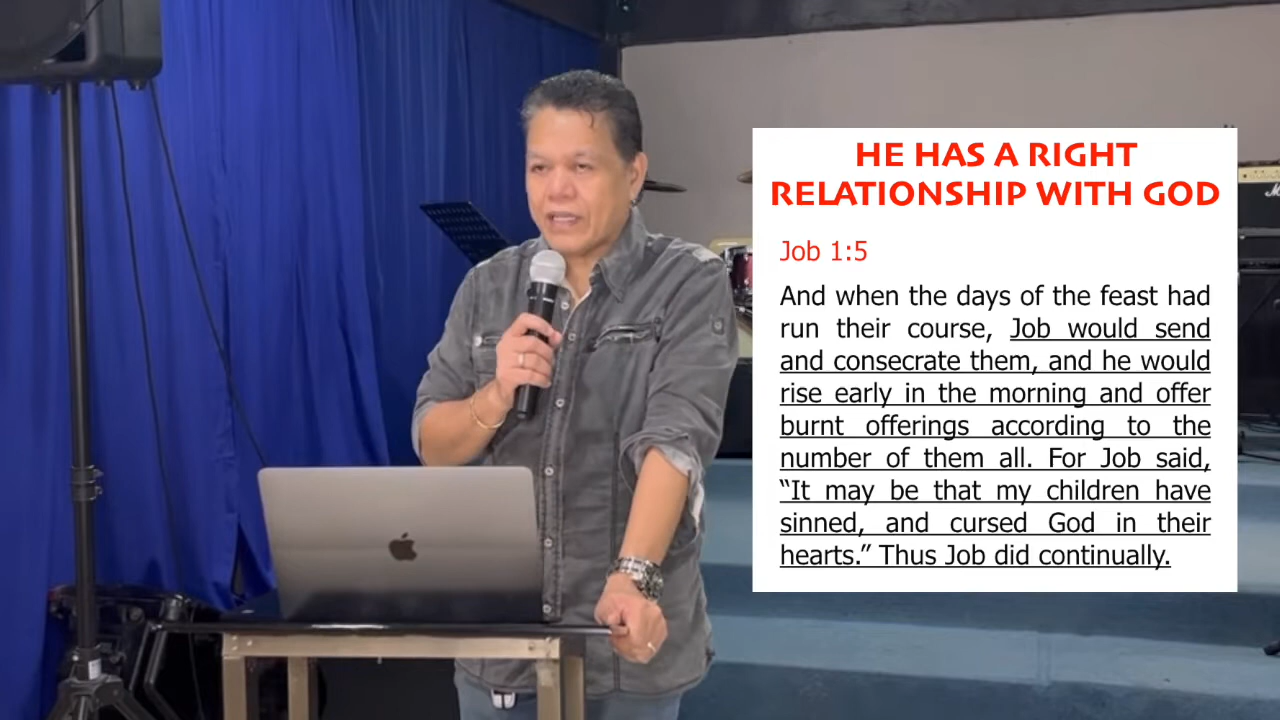 HE HAS A RIGHT
RELATIONSHIP WITH GOD
Job 1:5
And when the days of the feast had
run their course, Job would send
and consecrate them, and he would
rise early in the morning and offer
burnt offerings according to the
number of them all. For Job said,
“It may be that my children have
sinned, and cursed God in their
hearts.” Thus Job did continually.